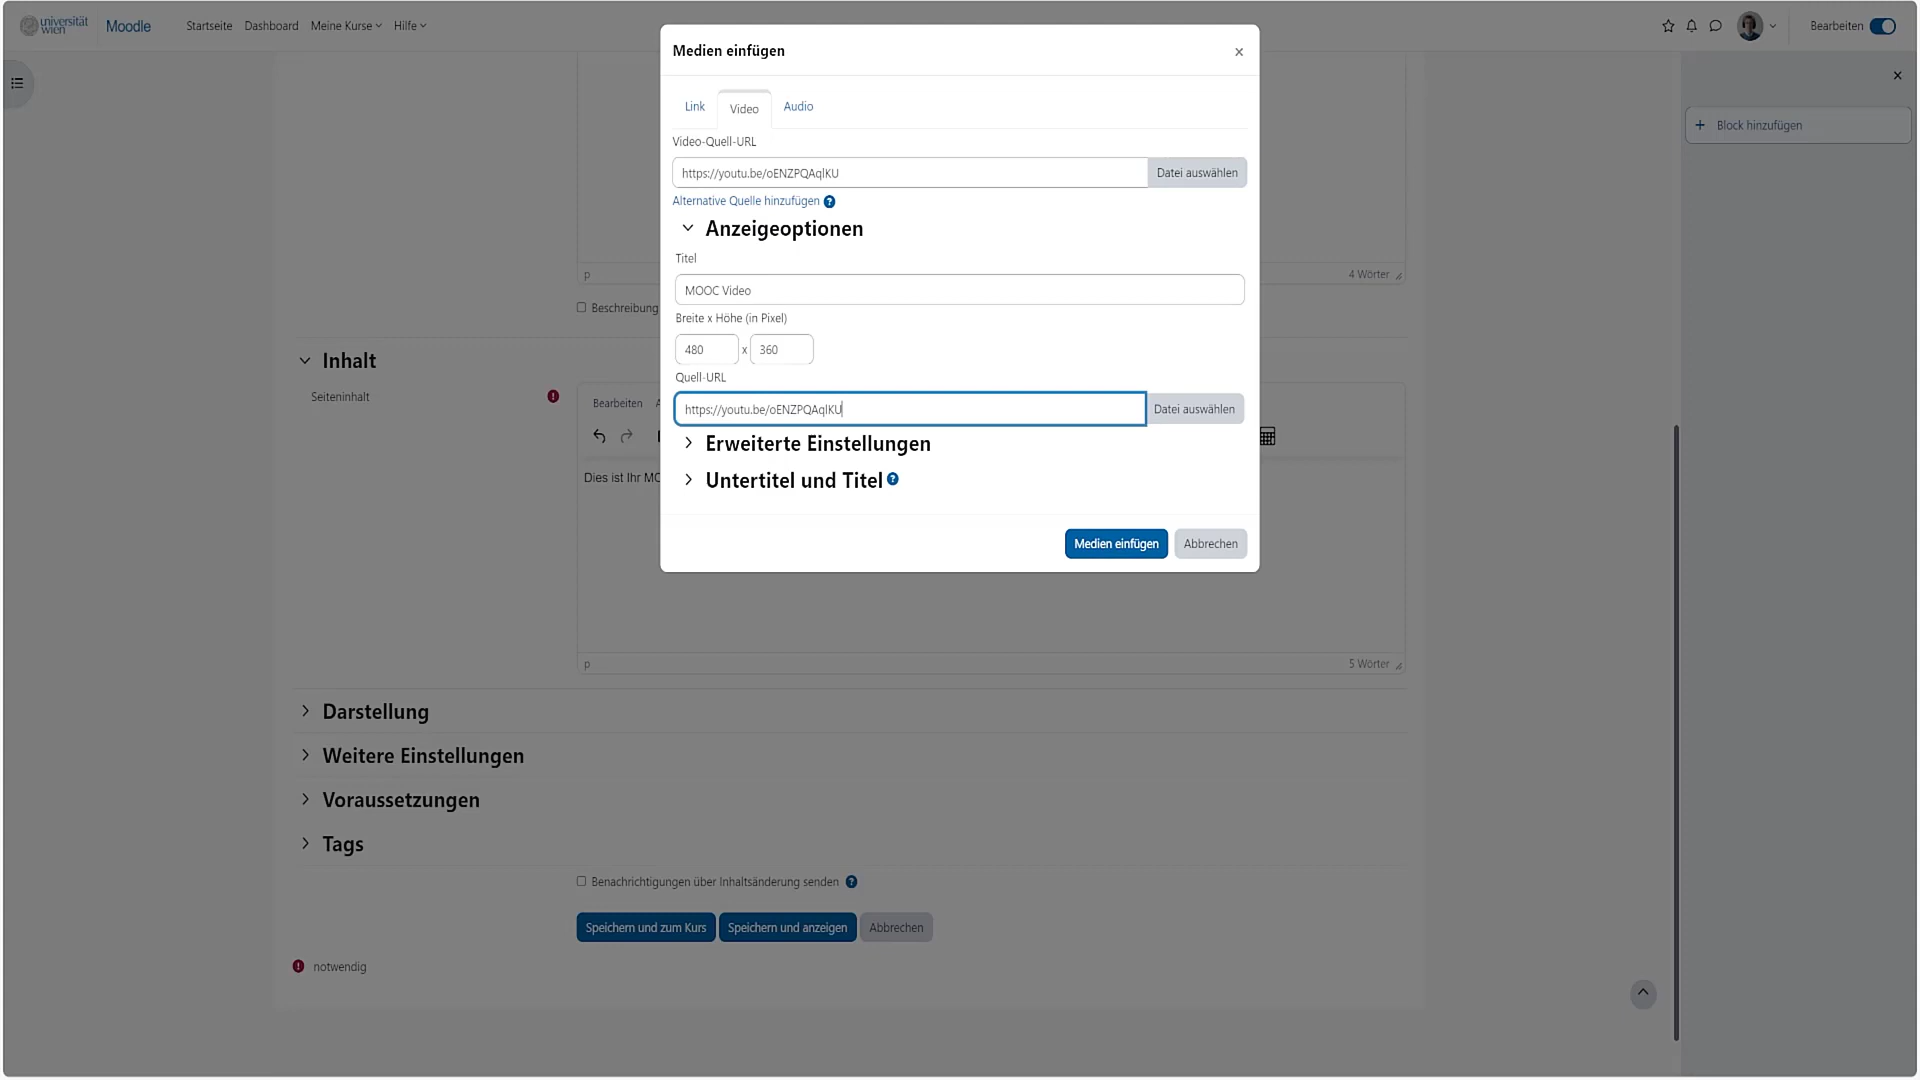 universität
wien
Moodle
Startseite
Dashboard
Meine Kurse
Hilfe
Bearbeiten
Medien einfügen
×
Link
Video
Audio
Video-Quell-URL
https://youtu.be/oENZPQAqlKU
Datei auswählen
Alternative Quelle hinzufügen ?
Anzeigeoptionen
Titel
MOOC Video
Breite x Höhe (in Pixel)
480 x 360
Quell-URL
https://youtu.be/oENZPQAqlKU
Datei auswählen
Erweiterte Einstellungen
Untertitel und Titel ?
Medien einfügen
Abbrechen
+ Block hinzufügen
p
4 Wörter
Beschreibung
Inhalt
Seiteninhalt
!
Bearbeiten
Dies ist Ihr
p
5 Wörter
Darstellung
Weitere Einstellungen
Voraussetzungen
Tags
Benachrichtigungen über Inhaltsänderung senden ?
Speichern und zum Kurs
Speichern und anzeigen
Abbrechen
! notwendig